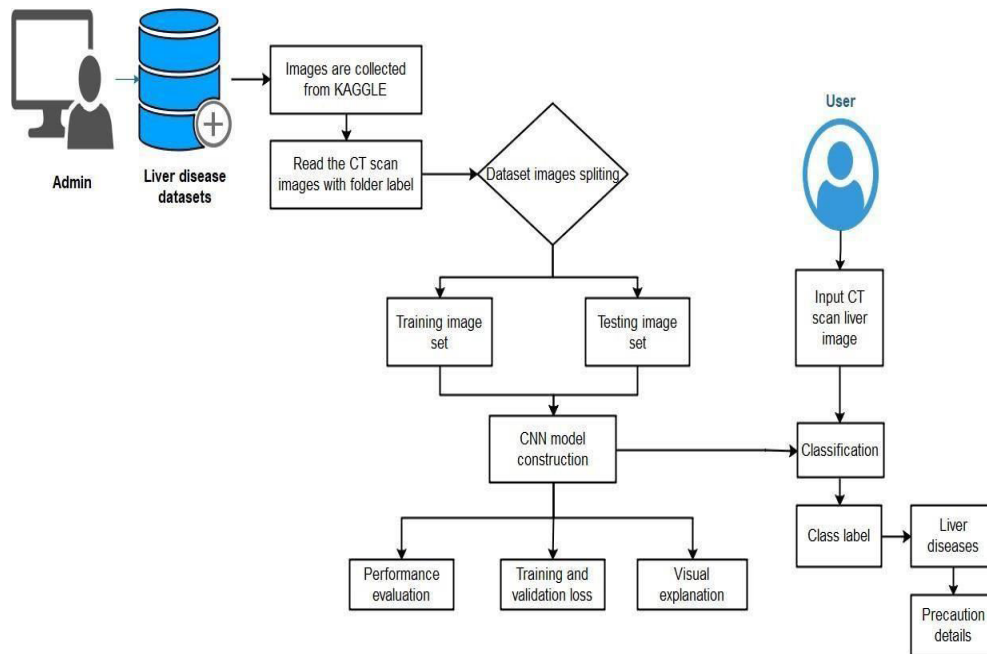 Admin
Liver disease
datasets
Images are collected
from KAGGLE
Read the CT scan
images with folder label
Dataset images spliting
Training image
set
Testing image
set
CNN model
construction
Performance
evaluation
Training and
validation loss
Visual
explanation
User
Input CT
scan liver
image
Classification
Class label
Liver
diseases
Precaution
details